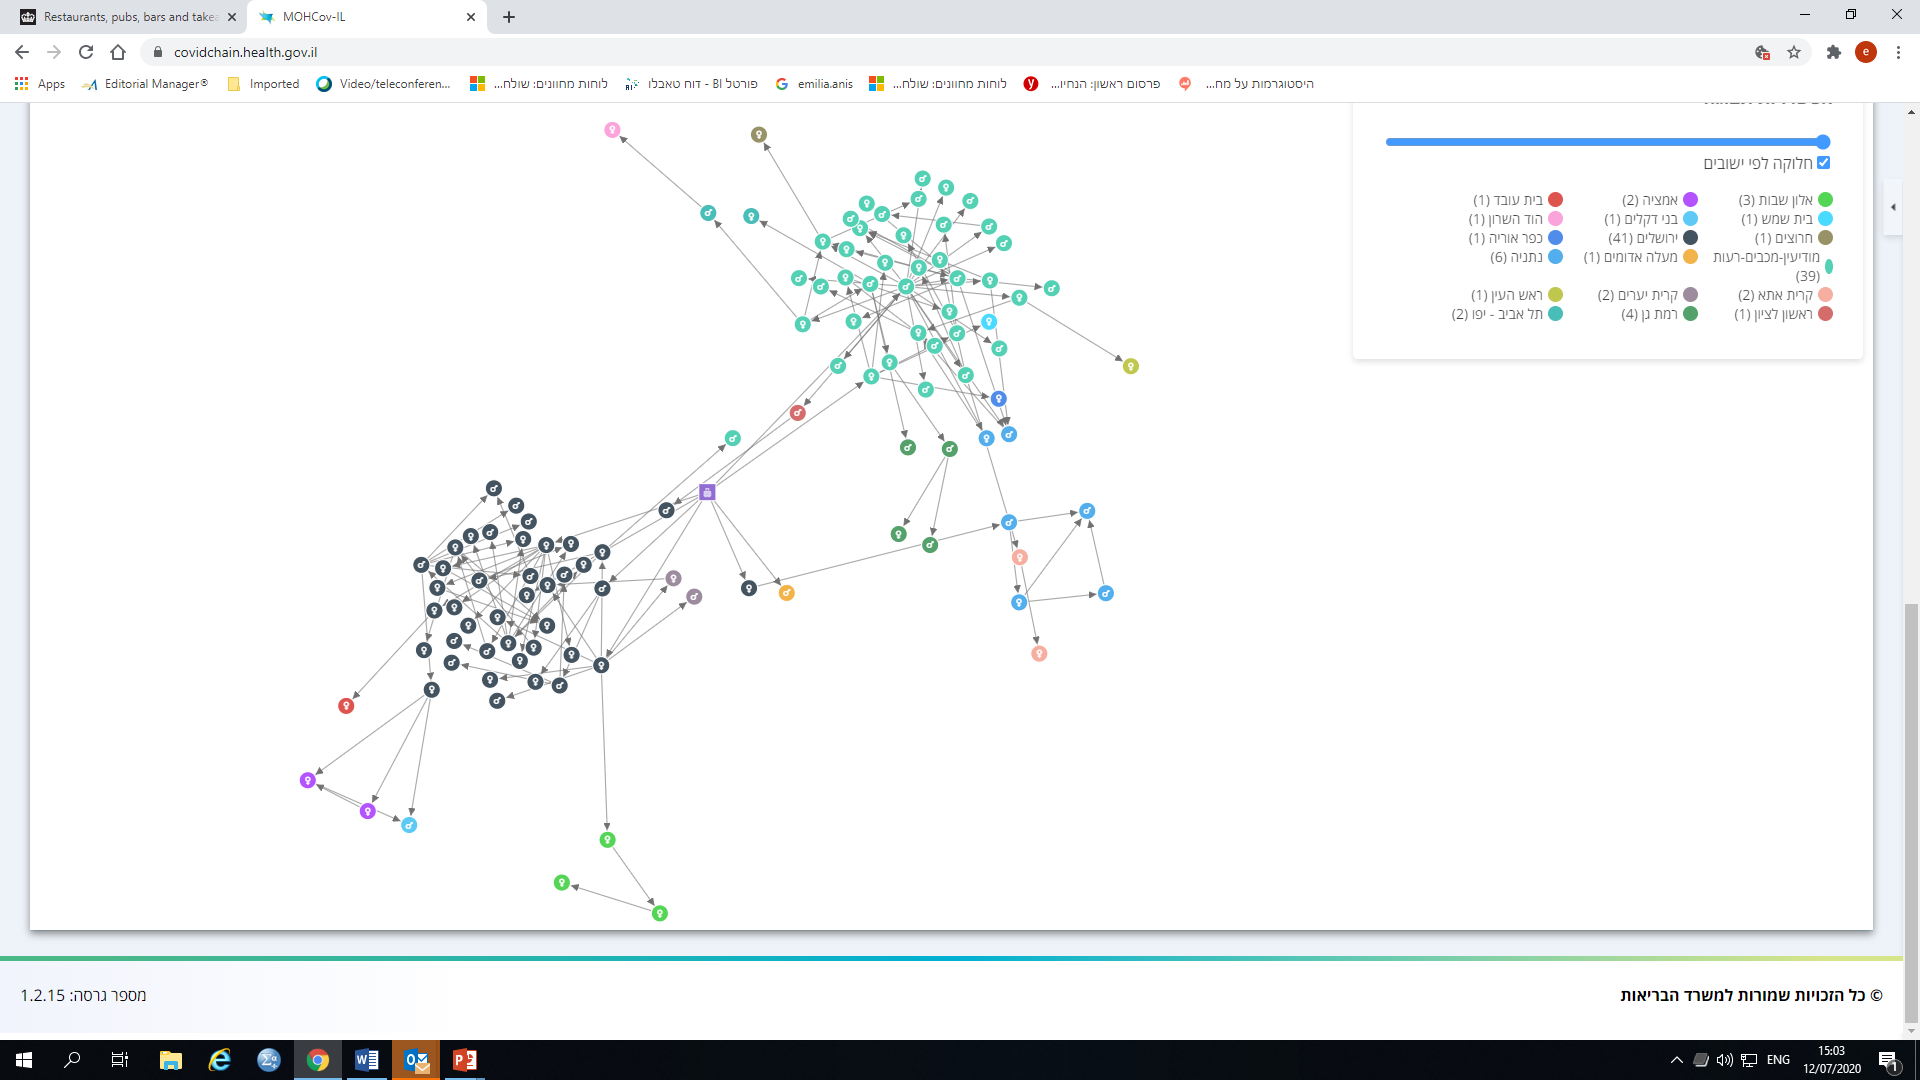 Restaurants, pubs, bars and takea
MOHCov-IL
covidchain.health.gov.il
e
Apps
Editorial Manager®
Imported
Video/teleconferen...
לוחות מחוונים: שולח...
פורטל BI - דוח טאבלו
emilia.anis
לוחות מחוונים: שולח...
פרסום ראשון: הנחיו...
היסטוגרמות על מח...
חלוקה לפי ישובים
אלון שבות (3)
אמציה (2)
בית עובד (1)
בית שמש (1)
בני דקלים (1)
הוד השרון (1)
חרוצים (1)
ירושלים (41)
כפר אוריה (1)
מודיעין-מכבים-רעות
(39)
מעלה אדומים (1)
נתניה (6)
קרית אתא (2)
קרית יערים (2)
ראש העין (1)
ראשון לציון (1)
רמת גן (4)
תל אביב - יפו (2)
© כל הזכויות שמורות למשרד הבריאות
מספר גרסה: 1.2.15
ENG
15:03
12/07/2020
1